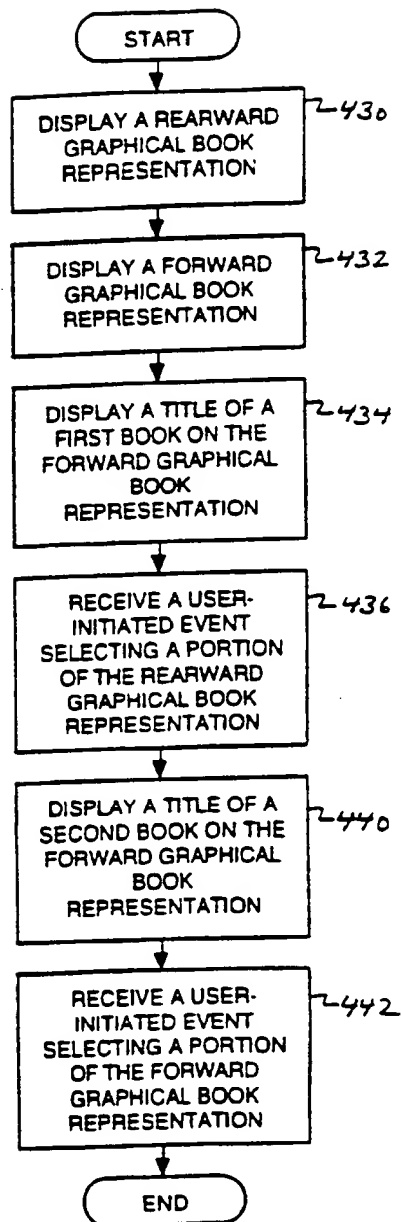 START
DISPLAY A REARWARD
GRAPHICAL BOOK
REPRESENTATION
430
DISPLAY A FORWARD
GRAPHICAL BOOK
REPRESENTATION
432
DISPLAY A TITLE OF A
FIRST BOOK ON THE
FORWARD GRAPHICAL
BOOK
REPRESENTATION
434
RECEIVE A USER-
INITIATED EVENT
SELECTING A PORTION
OF THE REARWARD
GRAPHICAL BOOK
REPRESENTATION
436
DISPLAY A TITLE OF A
SECOND BOOK ON THE
FORWARD GRAPHICAL
BOOK
REPRESENTATION
440
RECEIVE A USER-
INITIATED EVENT
SELECTING A PORTION
OF THE FORWARD
GRAPHICAL BOOK
REPRESENTATION
442
END